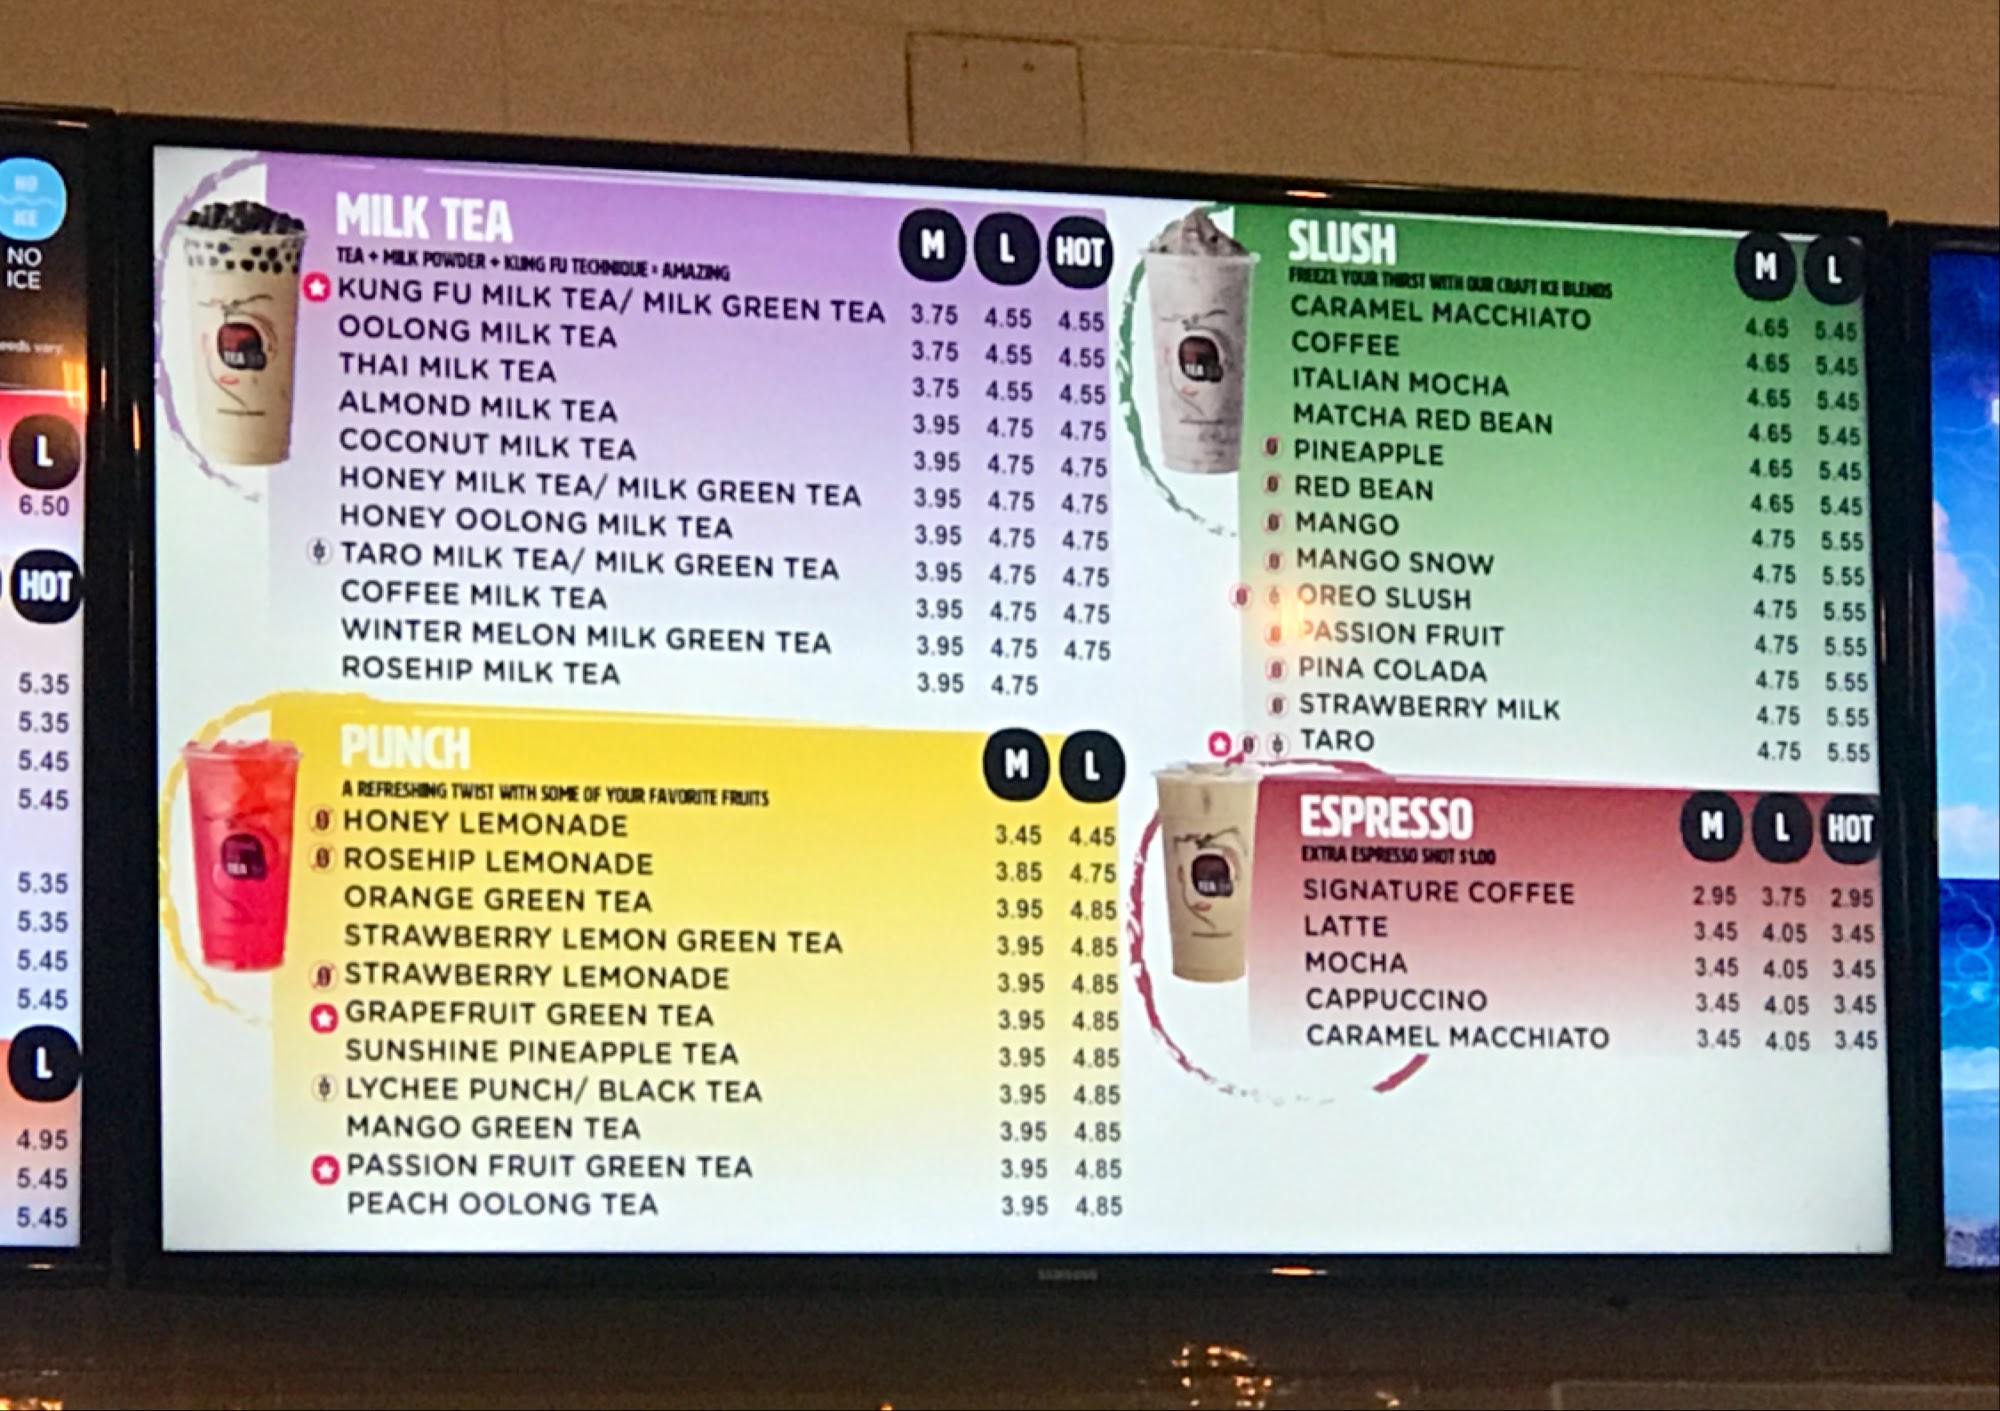 NO
ICE
NO
ICE
L
6.50
HOT
5.35
5.35
5.45
5.45
5.35
5.35
5.45
5.45
L
4.95
5.45
5.45
MILK TEA M L HOT
TEA + MILK POWDER + KUNG FU TECHNIQUE = AMAZING
KUNG FU MILK TEA/ MILK GREEN TEA 3.75 4.55 4.55
OOLONG MILK TEA 3.75 4.55 4.55
THAI MILK TEA 3.75 4.55 4.55
ALMOND MILK TEA 3.95 4.75 4.75
COCONUT MILK TEA 3.95 4.75 4.75
HONEY MILK TEA/ MILK GREEN TEA 3.95 4.75 4.75
HONEY OOLONG MILK TEA 3.95 4.75 4.75
TARO MILK TEA/ MILK GREEN TEA 3.95 4.75 4.75
COFFEE MILK TEA 3.95 4.75 4.75
WINTER MELON MILK GREEN TEA 3.95 4.75 4.75
ROSEHIP MILK TEA 3.95 4.75
PUNCH M L
A REFRESHING TWIST WITH SOME OF YOUR FAVORITE FRUITS
HONEY LEMONADE 3.45 4.45
ROSEHIP LEMONADE 3.85 4.75
ORANGE GREEN TEA 3.95 4.85
STRAWBERRY LEMON GREEN TEA 3.95 4.85
STRAWBERRY LEMONADE 3.95 4.85
GRAPEFRUIT GREEN TEA 3.95 4.85
SUNSHINE PINEAPPLE TEA 3.95 4.85
LYCHEE PUNCH/ BLACK TEA 3.95 4.85
MANGO GREEN TEA 3.95 4.85
PASSION FRUIT GREEN TEA 3.95 4.85
PEACH OOLONG TEA 3.95 4.85
SLUSH M L
FREEZE YOUR THIRST WITH OUR CRAFT ICE BLENDS
CARAMEL MACCHIATO 4.65 5.45
COFFEE 4.65 5.45
ITALIAN MOCHA 4.65 5.45
MATCHA RED BEAN 4.65 5.45
PINEAPPLE 4.65 5.45
RED BEAN 4.65 5.45
MANGO 4.75 5.55
MANGO SNOW 4.75 5.55
OREO SLUSH 4.75 5.55
PASSION FRUIT 4.75 5.55
PINA COLADA 4.75 5.55
STRAWBERRY MILK 4.75 5.55
TARO 4.75 5.55
ESPRESSO M L HOT
EXTRA ESPRESSO SHOT $1.00
SIGNATURE COFFEE 2.95 3.75 2.95
LATTE 3.45 4.05 3.45
MOCHA 3.45 4.05 3.45
CAPPUCCINO 3.45 4.05 3.45
CARAMEL MACCHIATO 3.45 4.05 3.45
SAMSUNG